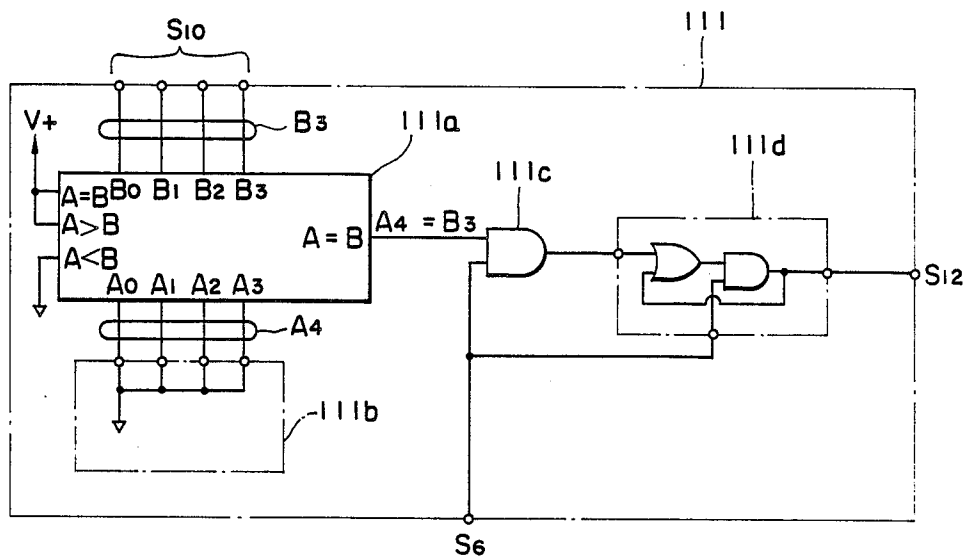 S10
111
V+
B3
111a
111d
111c
A=B B0 B1 B2 B3
A>B
A=B
A4 = B3
A<B
A0 A1 A2 A3
S12
A4
111b
S6